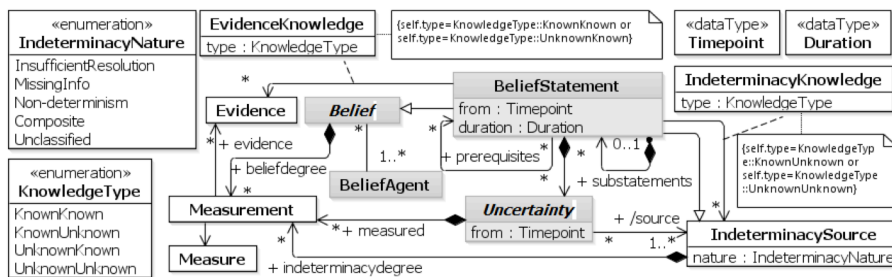 «enumeration»
IndeterminacyNature
InsufficientResolution
MissingInfo
Non-determinism
Composite
Unclassified
EvidenceKnowledge
type : KnowledgeType
{self.type=KnowledgeType::KnownKnown or
self.type=KnowledgeType::UnknownKnown}
«dataType»
Timepoint
«dataType»
Duration
IndeterminacyKnowledge
type : KnowledgeType
{self.type=KnowledgeTyp
e::KnownUnknown or
self.type=KnowledgeType
::UnknownUnknown}
*
Evidence
*
+ evidence
Belief
*
1..*
BeliefAgent
BeliefStatement
from : Timepoint
duration : Duration
*
+ prerequisites
*
*
*
0..1
*
+ substatements
*
«enumeration»
KnowledgeType
KnownKnown
KnownUnknown
UnknownKnown
UnknownUnknown
+ beliefdegree
*
Measurement
Measure
*
+ measured
*
+ indeterminacydegree
Uncertainty
from : Timepoint
+ /source
*
1..*
IndeterminacySource
nature : IndeterminacyNature